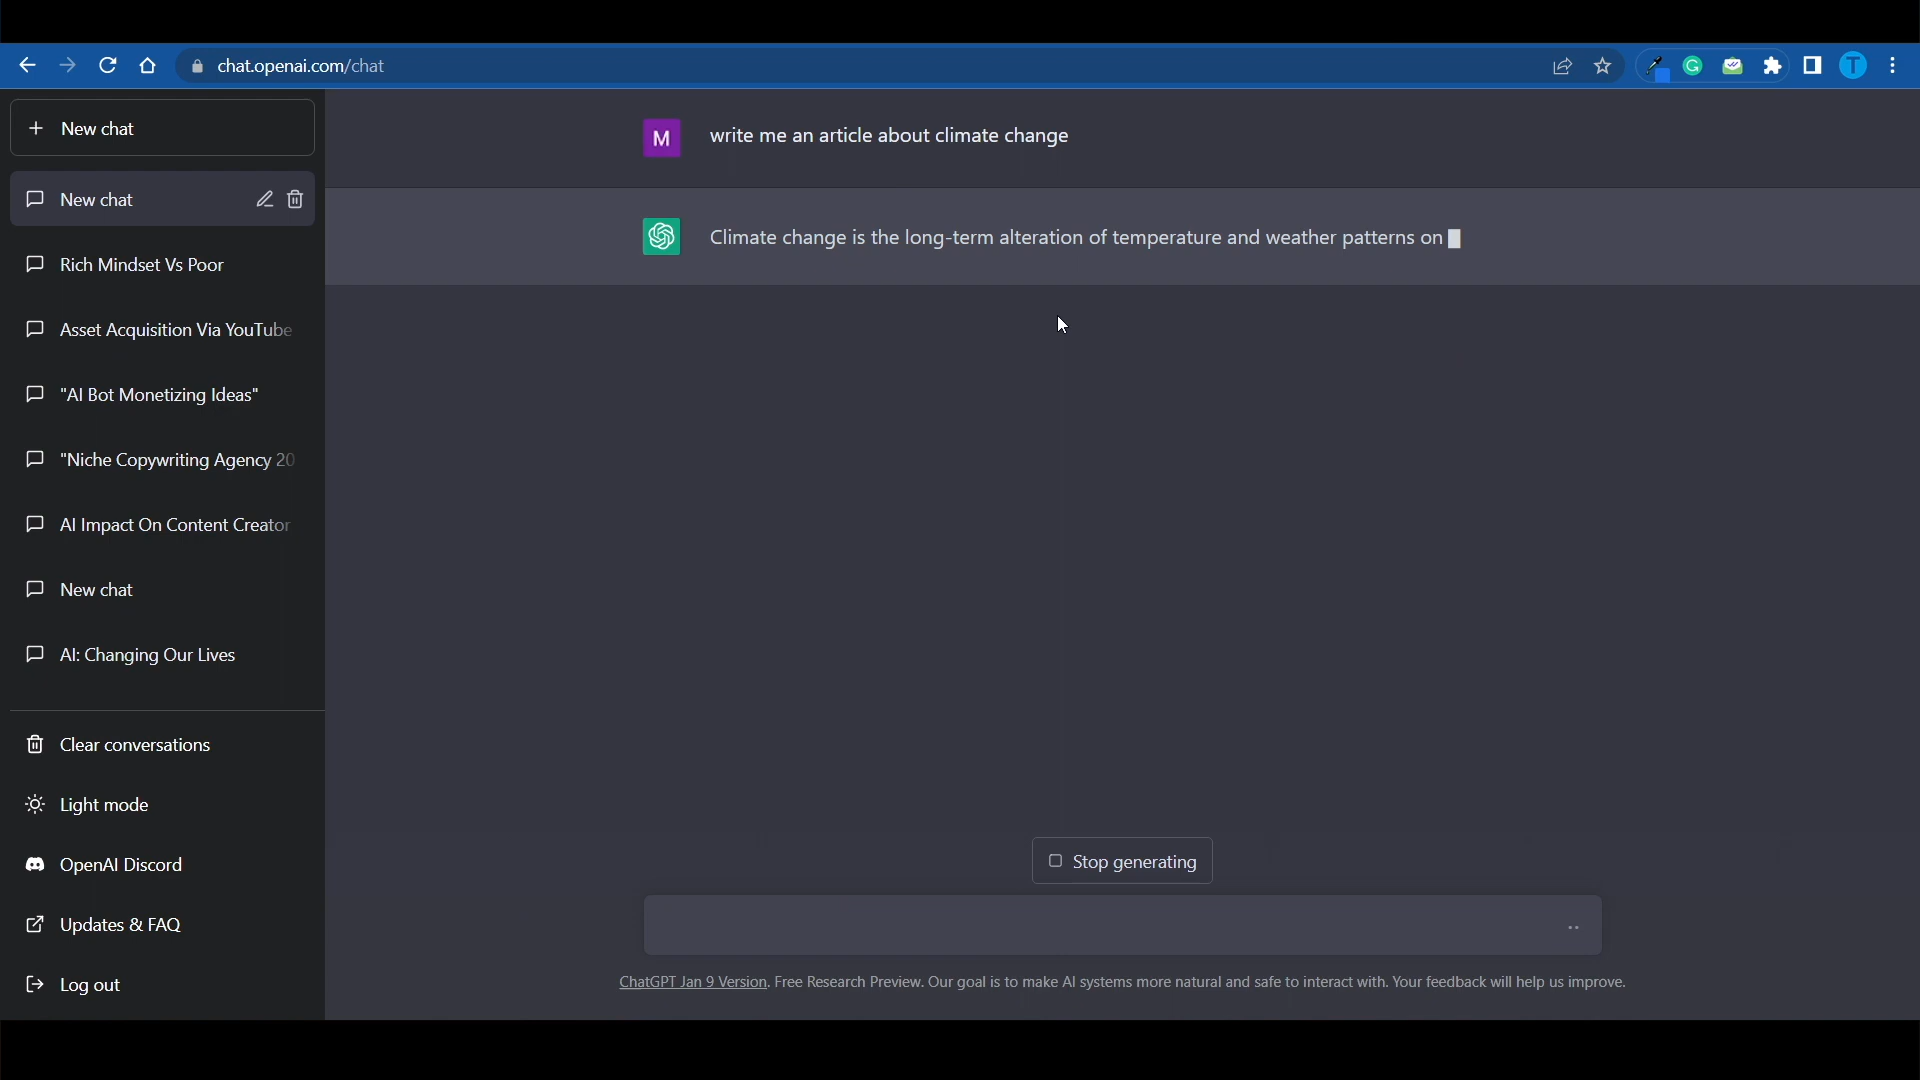 chat.openai.com/chat
T
New chat
New chat
Rich Mindset Vs Poor
Asset Acquisition Via YouTube
"AI Bot Monetizing Ideas"
"Niche Copywriting Agency 20
AI Impact On Content Creator
New chat
AI: Changing Our Lives
Clear conversations
Light mode
OpenAI Discord
Updates & FAQ
Log out
M write me an article about climate change
Climate change is the long-term alteration of temperature and weather patterns on
Stop generating
ChatGPT Jan 9 Version. Free Research Preview. Our goal is to make AI systems more natural and safe to interact with. Your feedback will help us improve.